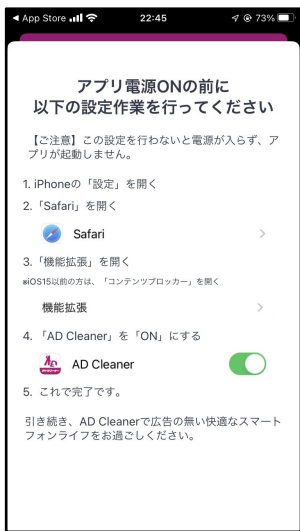 App Store 22:45 73%
アプリ電源ONの前に
以下の設定作業を行ってください
【ご注意】この設定を行わないと電源が入らず、ア
プリが起動しません。
1. iPhoneの「設定」を開く
2.「Safari」を開く
Safari
3.「機能拡張」を開く
※iOS15以前の方は、「コンテンツブロッカー」を開く
機能拡張
4. 「AD Cleaner」を「ON」にする
AD Cleaner
5. これで完了です。
引き続き、AD Cleanerで広告の無い快適なスマート
フォンライフをお過ごしください。